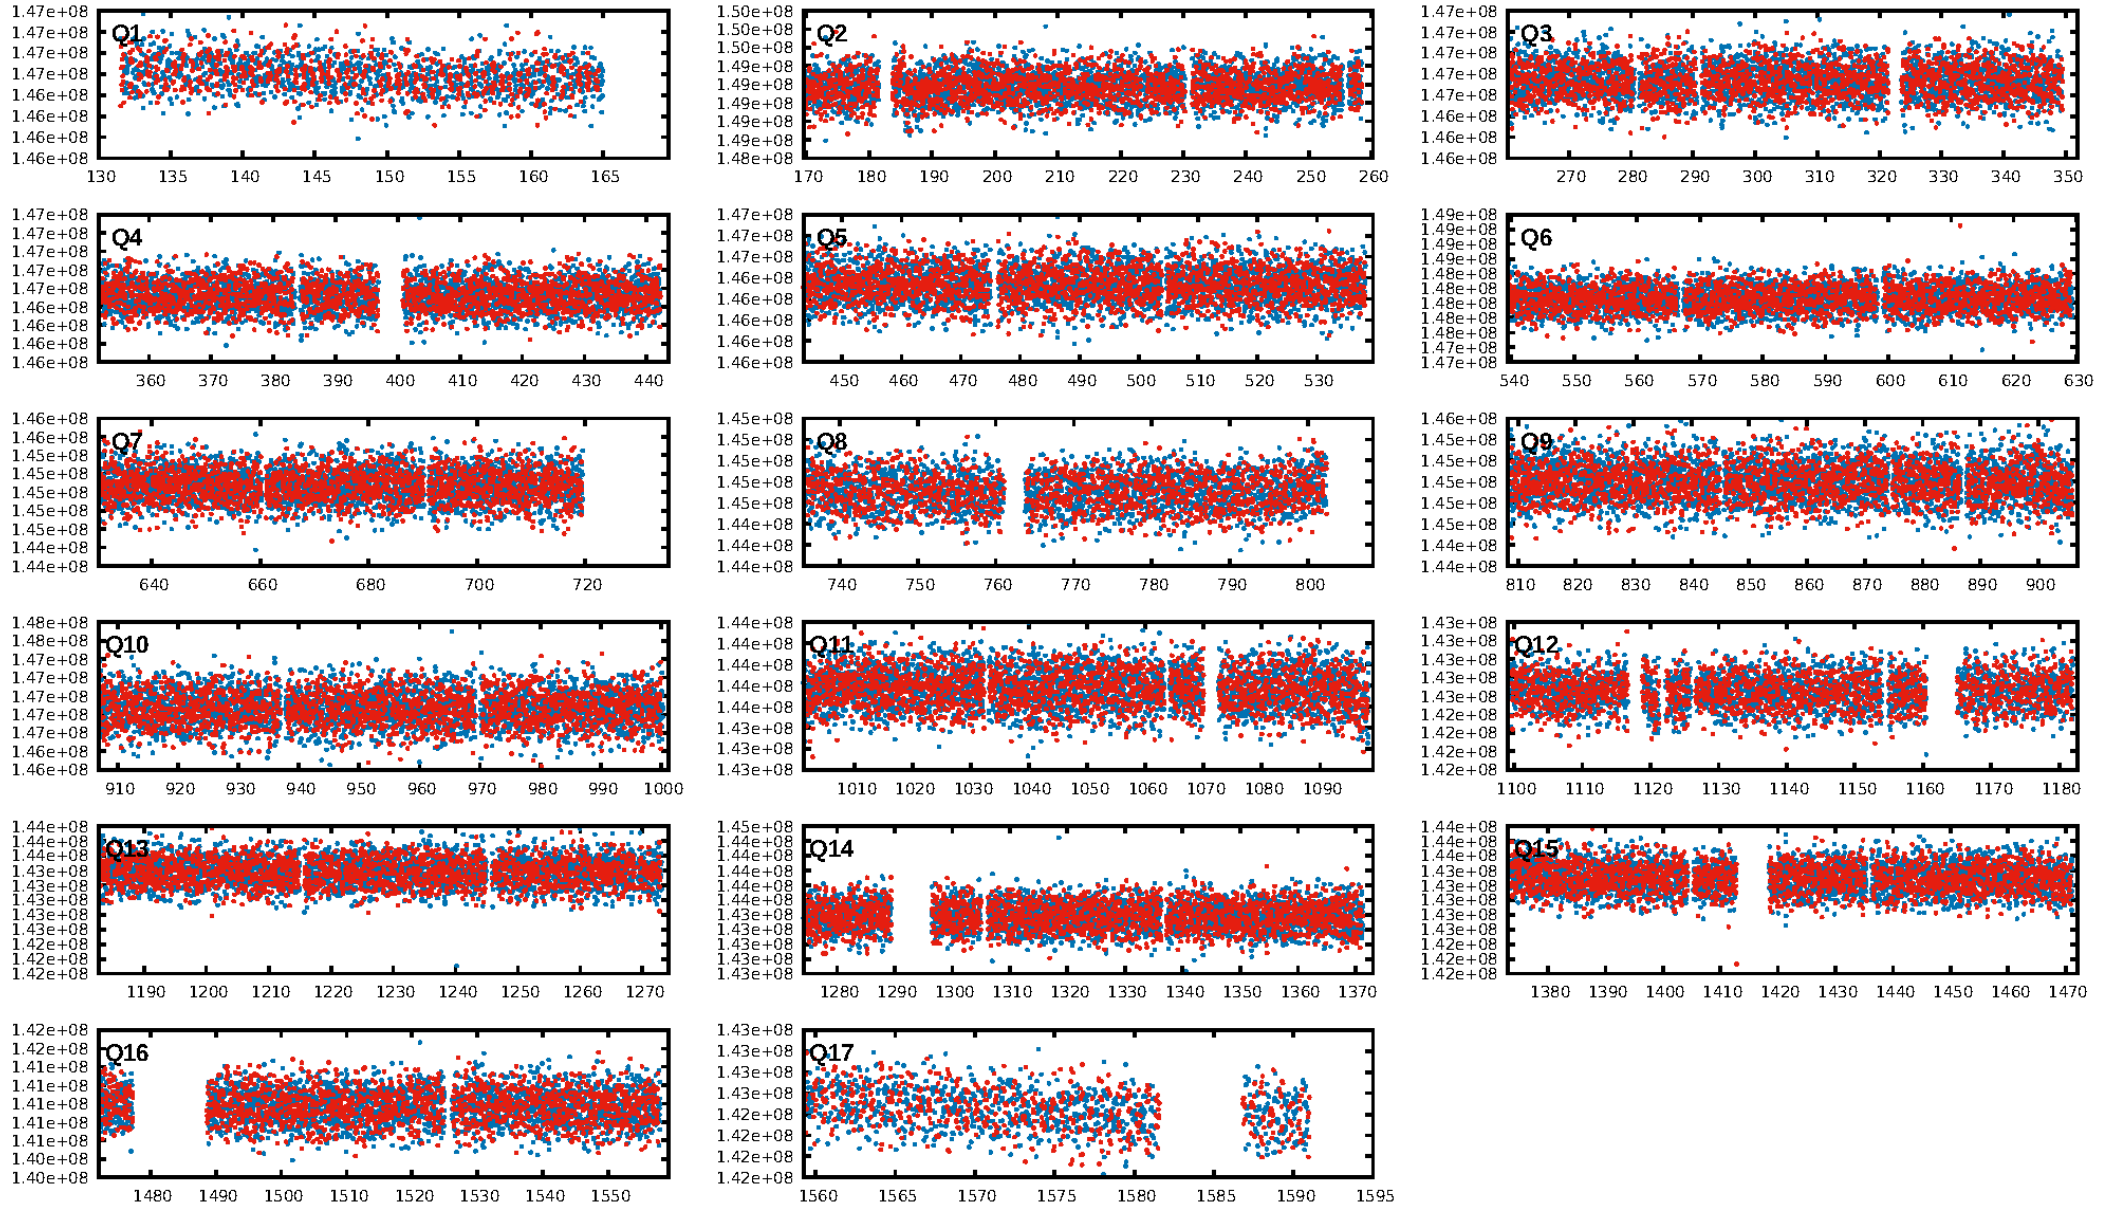 1.47e+08
1.47e+08
1.47e+08
1.47e+08
1.46e+08
1.46e+08
1.46e+08
1.46e+08
Q1
130 135 140 145 150 155 160 165
1.50e+08
1.50e+08
1.50e+08
1.49e+08
1.49e+08
1.49e+08
1.49e+08
1.49e+08
1.48e+08
Q2
170 180 190 200 210 220 230 240 250 260
1.47e+08
1.47e+08
1.47e+08
1.47e+08
1.47e+08
1.46e+08
1.46e+08
1.46e+08
Q3
270 280 290 300 310 320 330 340 350
1.47e+08
1.47e+08
1.47e+08
1.47e+08
1.47e+08
1.46e+08
1.46e+08
1.46e+08
1.46e+08
Q4
360 370 380 390 400 410 420 430 440
1.47e+08
1.47e+08
1.47e+08
1.46e+08
1.46e+08
1.46e+08
1.46e+08
1.46e+08
Q5
450 460 470 480 490 500 510 520 530
1.49e+08
1.49e+08
1.49e+08
1.49e+08
1.48e+08
1.48e+08
1.48e+08
1.48e+08
1.48e+08
1.47e+08
1.47e+08
Q6
540 550 560 570 580 590 600 610 620 630
1.46e+08
1.46e+08
1.45e+08
1.45e+08
1.45e+08
1.45e+08
1.45e+08
1.44e+08
1.44e+08
Q7
640 660 680 700 720
1.45e+08
1.45e+08
1.45e+08
1.45e+08
1.45e+08
1.44e+08
1.44e+08
1.44e+08
Q8
740 750 760 770 780 790 800
1.46e+08
1.45e+08
1.45e+08
1.45e+08
1.45e+08
1.45e+08
1.44e+08
1.44e+08
Q9
810 820 830 840 850 860 870 880 890 900
1.48e+08
1.48e+08
1.47e+08
1.47e+08
1.47e+08
1.47e+08
1.47e+08
1.46e+08
1.46e+08
Q10
910 920 930 940 950 960 970 980 990 1000
1.44e+08
1.44e+08
1.44e+08
1.44e+08
1.44e+08
1.43e+08
1.43e+08
1.43e+08
Q11
1010 1020 1030 1040 1050 1060 1070 1080 1090
1.43e+08
1.43e+08
1.43e+08
1.43e+08
1.43e+08
1.42e+08
1.42e+08
1.42e+08
1.42e+08
Q12
1100 1110 1120 1130 1140 1150 1160 1170 1180
1.44e+08
1.44e+08
1.44e+08
1.43e+08
1.43e+08
1.43e+08
1.43e+08
1.43e+08
1.42e+08
1.42e+08
1.42e+08
Q13
1190 1200 1210 1220 1230 1240 1250 1260 1270
1.45e+08
1.44e+08
1.44e+08
1.44e+08
1.44e+08
1.44e+08
1.43e+08
1.43e+08
1.43e+08
1.43e+08
1.43e+08
Q14
1280 1290 1300 1310 1320 1330 1340 1350 1360 1370
1.44e+08
1.44e+08
1.44e+08
1.43e+08
1.43e+08
1.43e+08
1.43e+08
1.43e+08
1.42e+08
1.42e+08
1.42e+08
Q15
1380 1390 1400 1410 1420 1430 1440 1450 1460 1470
1.42e+08
1.42e+08
1.41e+08
1.41e+08
1.41e+08
1.41e+08
1.41e+08
1.40e+08
1.40e+08
Q16
1480 1490 1500 1510 1520 1530 1540 1550
1.43e+08
1.43e+08
1.43e+08
1.43e+08
1.42e+08
1.42e+08
1.42e+08
1.42e+08
Q17
1560 1565 1570 1575 1580 1585 1590 1595